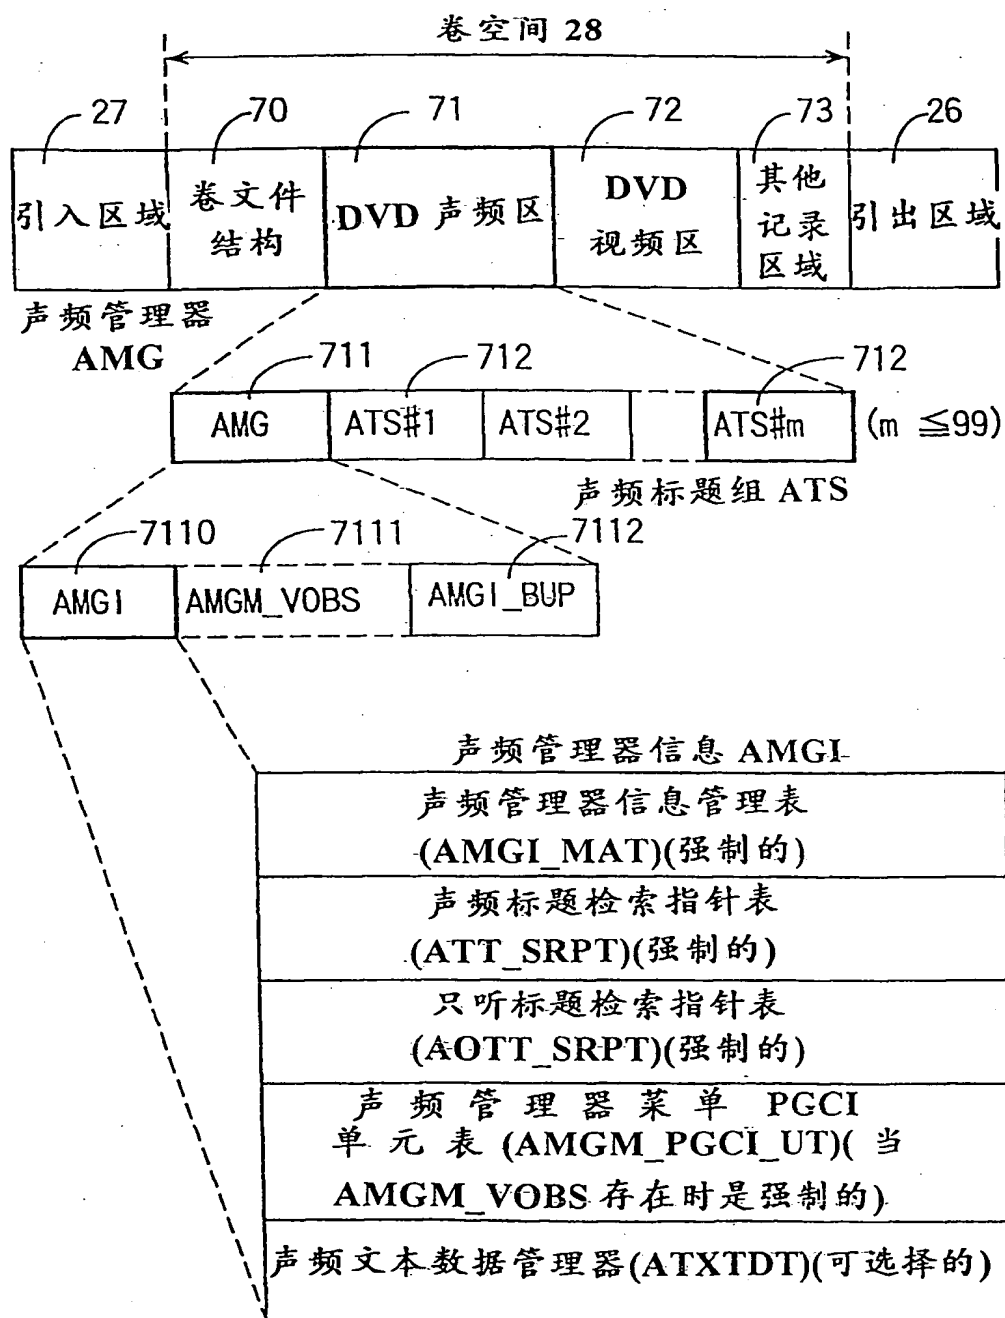 卷空间 28
27 70 71 72 73 26
引入区域
卷文件
结构
DVD 声频区
DVD
视频区
其他
记录
区域
引出区域
声频管理器
AMG
711 712 712
AMG ATS#1 ATS#2 ATS#m (m ≦99)
声频标题组 ATS
7110 7111 7112
AMGI AMGM_VOBS AMGI_BUP
声频管理器信息 AMGI
声频管理器信息管理表
(AMGI_MAT)(强制的)
声频标题检索指针表
(ATT_SRPT)(强制的)
只听标题检索指针表
(AOTT_SRPT)(强制的)
声频管理器菜单 PGCI
单元表 (AMGM_PGCI_UT)( 当
AMGM_VOBS 存在时是强制的)
声频文本数据管理器(ATXTDT)(可选择的)